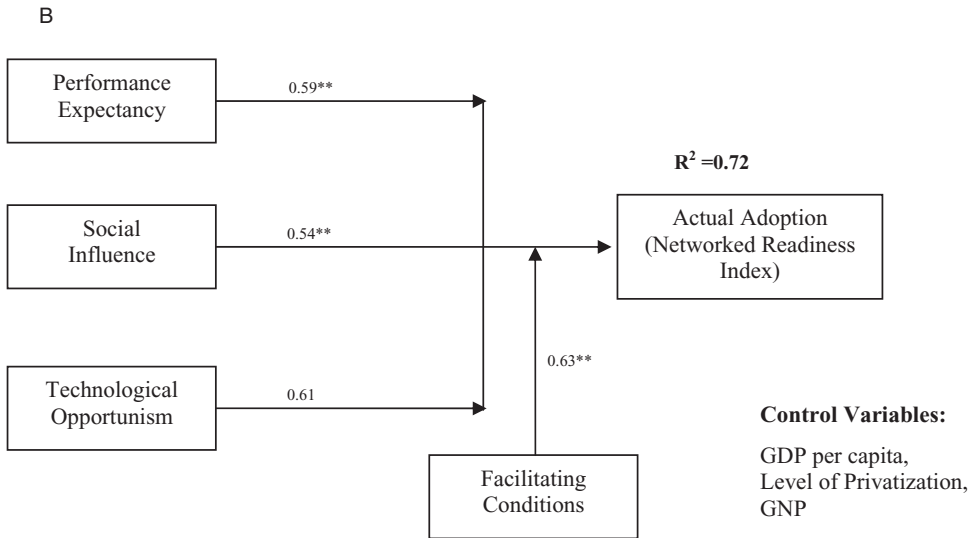 B
Performance
Expectancy
0.59**
R² =0.72
Social
Influence
0.54**
Actual Adoption
(Networked Readiness
Index)
0.63**
Technological
Opportunism
0.61
Facilitating
Conditions
Control Variables:
GDP per capita,
Level of Privatization,
GNP